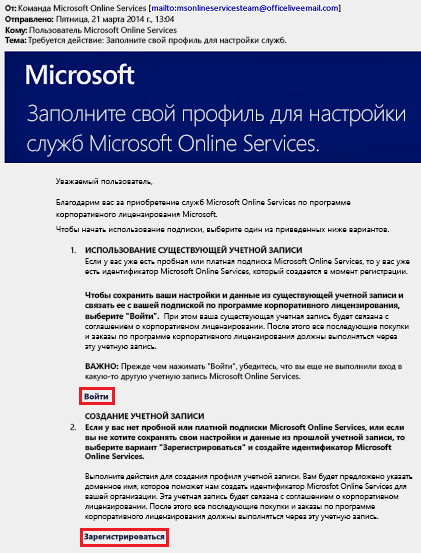 От: Команда Microsoft Online Services [mailto:msonlineservicesteam@officeliveemail.com]
Отправлено: Пятница, 21 марта 2014 г., 13:04
Кому: Пользователь Microsoft Online Services
Тема: Требуется действие: Заполните свой профиль для настройки служб.
Microsoft
Заполните свой профиль для настройки
служб Microsoft Online Services.
Уважаемый пользователь,
Благодарим вас за приобретение служб Microsoft Online Services по программе
корпоративного лицензирования Microsoft.
Чтобы начать использование подписки, выберите один из приведенных ниже вариантов.
1. ИСПОЛЬЗОВАНИЕ СУЩЕСТВУЮЩЕЙ УЧЕТНОЙ ЗАПИСИ
Если у вас уже есть пробная или платная подписка Microsoft Online Services, то у вас уже
есть идентификатор Microsoft Online Services, который создается в момент регистрации.
Чтобы сохранить ваши настройки и данные из существующей учетной записи и
связать ее с вашей подпиской по программе корпоративного лицензирования,
выберите "Войти". При этом ваша существующая учетная запись будет связана с
соглашением о корпоративном лицензировании. После этого все последующие покупки
и заказы по программе корпоративного лицензирования должны выполняться через
эту учетную запись.
ВАЖНО: Прежде чем нажимать "Войти", убедитесь, что вы еще не выполнили вход в
какую-то другую учетную запись Microsoft Online Services.
Войти
СОЗДАНИЕ УЧЕТНОЙ ЗАПИСИ
2. Если у вас нет пробной или платной подписки Microsoft Online Services, или если
вы не хотите сохранять свои настройки и данные из прошлой учетной записи, то
выберите вариант "Зарегистрироваться" и создайте идентификатор Microsoft
Online Services.
Выполните действия для создания профиля учетной записи. Вам будет предложено указать
доменное имя, которое поможет нам создать идентификатор Microsfot Online Services для
вашей организации. Эта учетная запись будет связана с соглашением о корпоративном
лицензировании. После этого все последующие покупки и заказы по программе
корпоративного лицензирования должны выполняться через эту учетную запись.
Зарегистрироваться